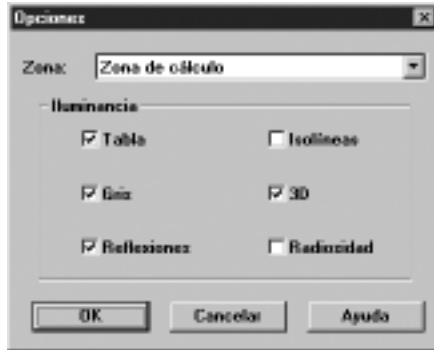 Opciones
Zona: Zona de cálculo
Iluminancia
Tabla Isolíneas
Gris 3D
Reflexiones Radiosidad
OK Cancelar Ayuda